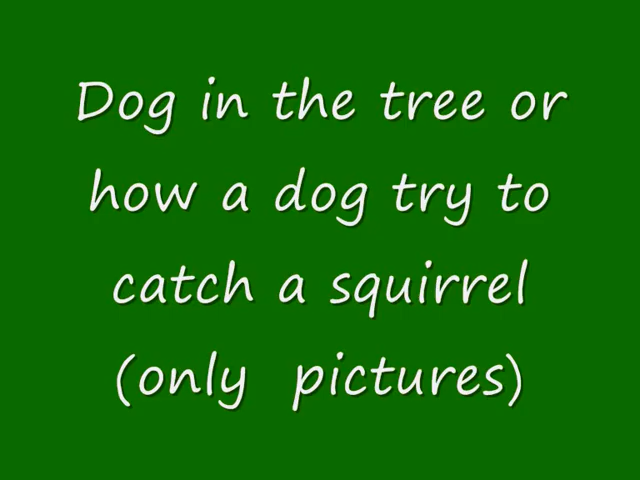 Dog in the tree or
how a dog try to
catch a squirrel
(only pictures)